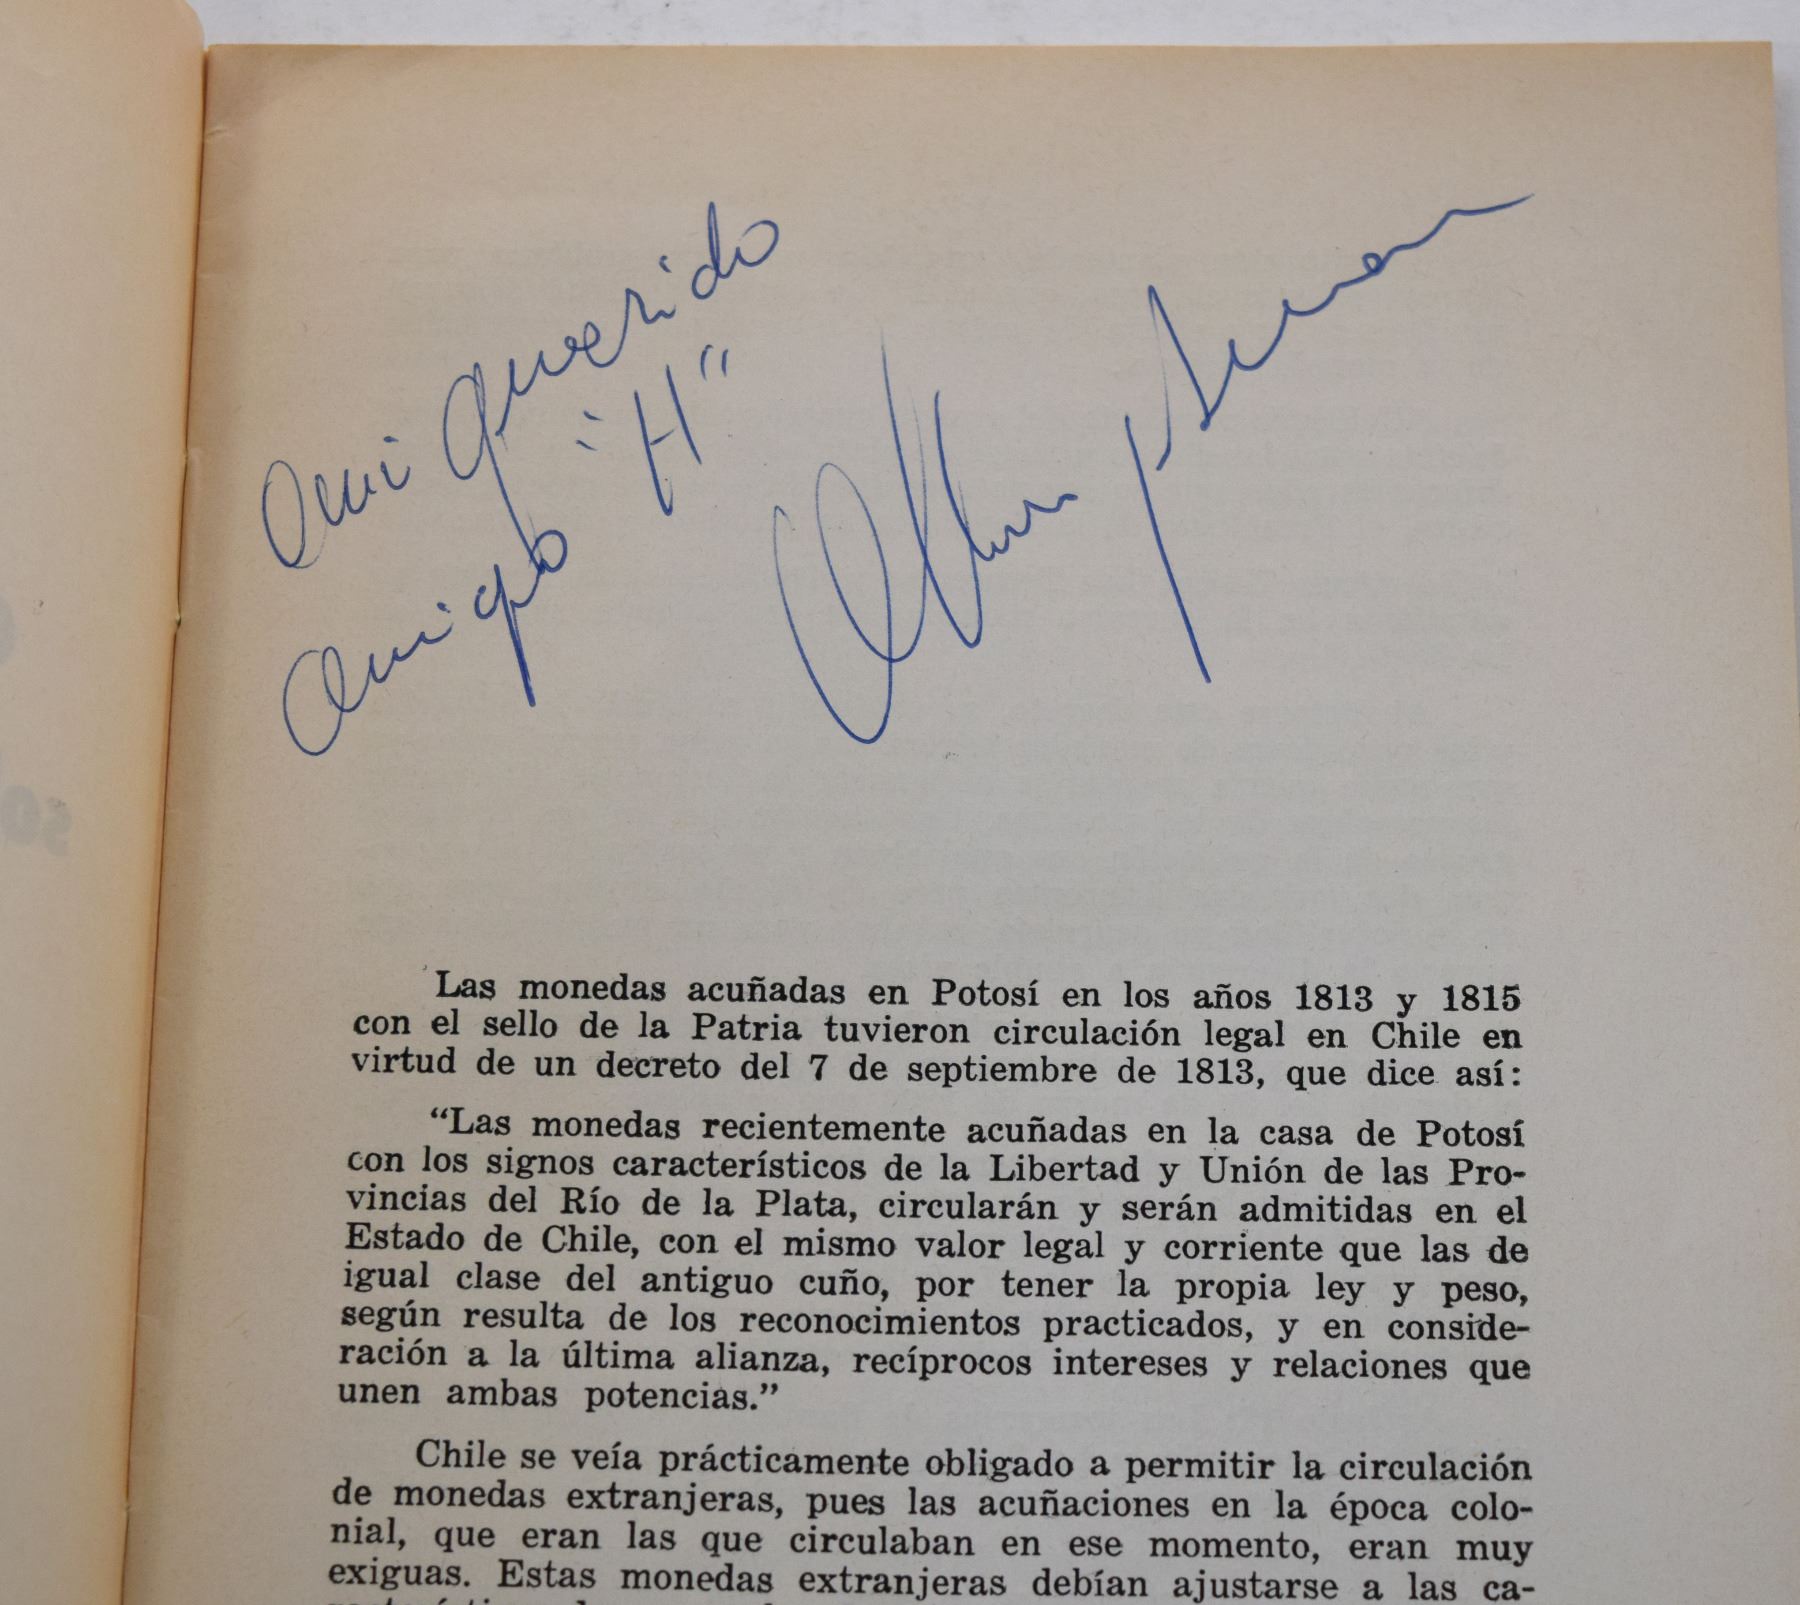 A mi querido
amigo "H"
Las monedas acuñadas en Potosí en los años 1813 y 1815
con el sello de la Patria tuvieron circulación legal en Chile en
virtud de un decreto del 7 de septiembre de 1813, que dice así:
"Las monedas recientemente acuñadas en la casa de Potosí
con los signos característicos de la Libertad y Unión de las Pro-
vincias del Río de la Plata, circularán y serán admitidas en el
Estado de Chile, con el mismo valor legal y corriente que las de
igual clase del antiguo cuño, por tener la propia ley y peso,
según resulta de los reconocimientos practicados, y en conside-
ración a la última alianza, recíprocos intereses y relaciones que
unen ambas potencias."
Chile se veía prácticamente obligado a permitir la circulación
de monedas extranjeras, pues las acuñaciones en la época colo-
nial, que eran las que circulaban en ese momento, eran muy
exiguas. Estas monedas extranjeras debían ajustarse a las ca-